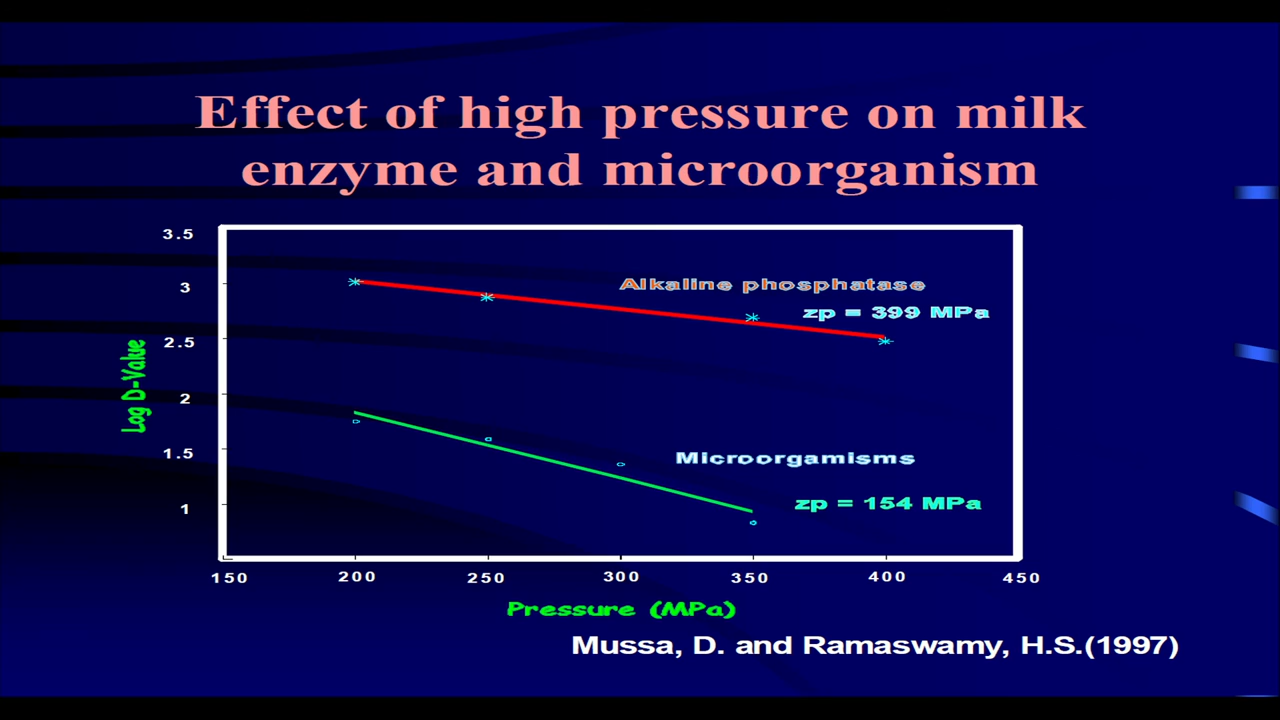 Effect of high pressure on milk
enzyme and microorganism
3.5
3
2.5
2
1.5
1
Log D-Value
Alkaline phosphatase
zp = 399 MPa
Microorgamisms
zp = 154 MPa
150 200 250 300 350 400 450
Pressure (MPa)
Mussa, D. and Ramaswamy, H.S.(1997)